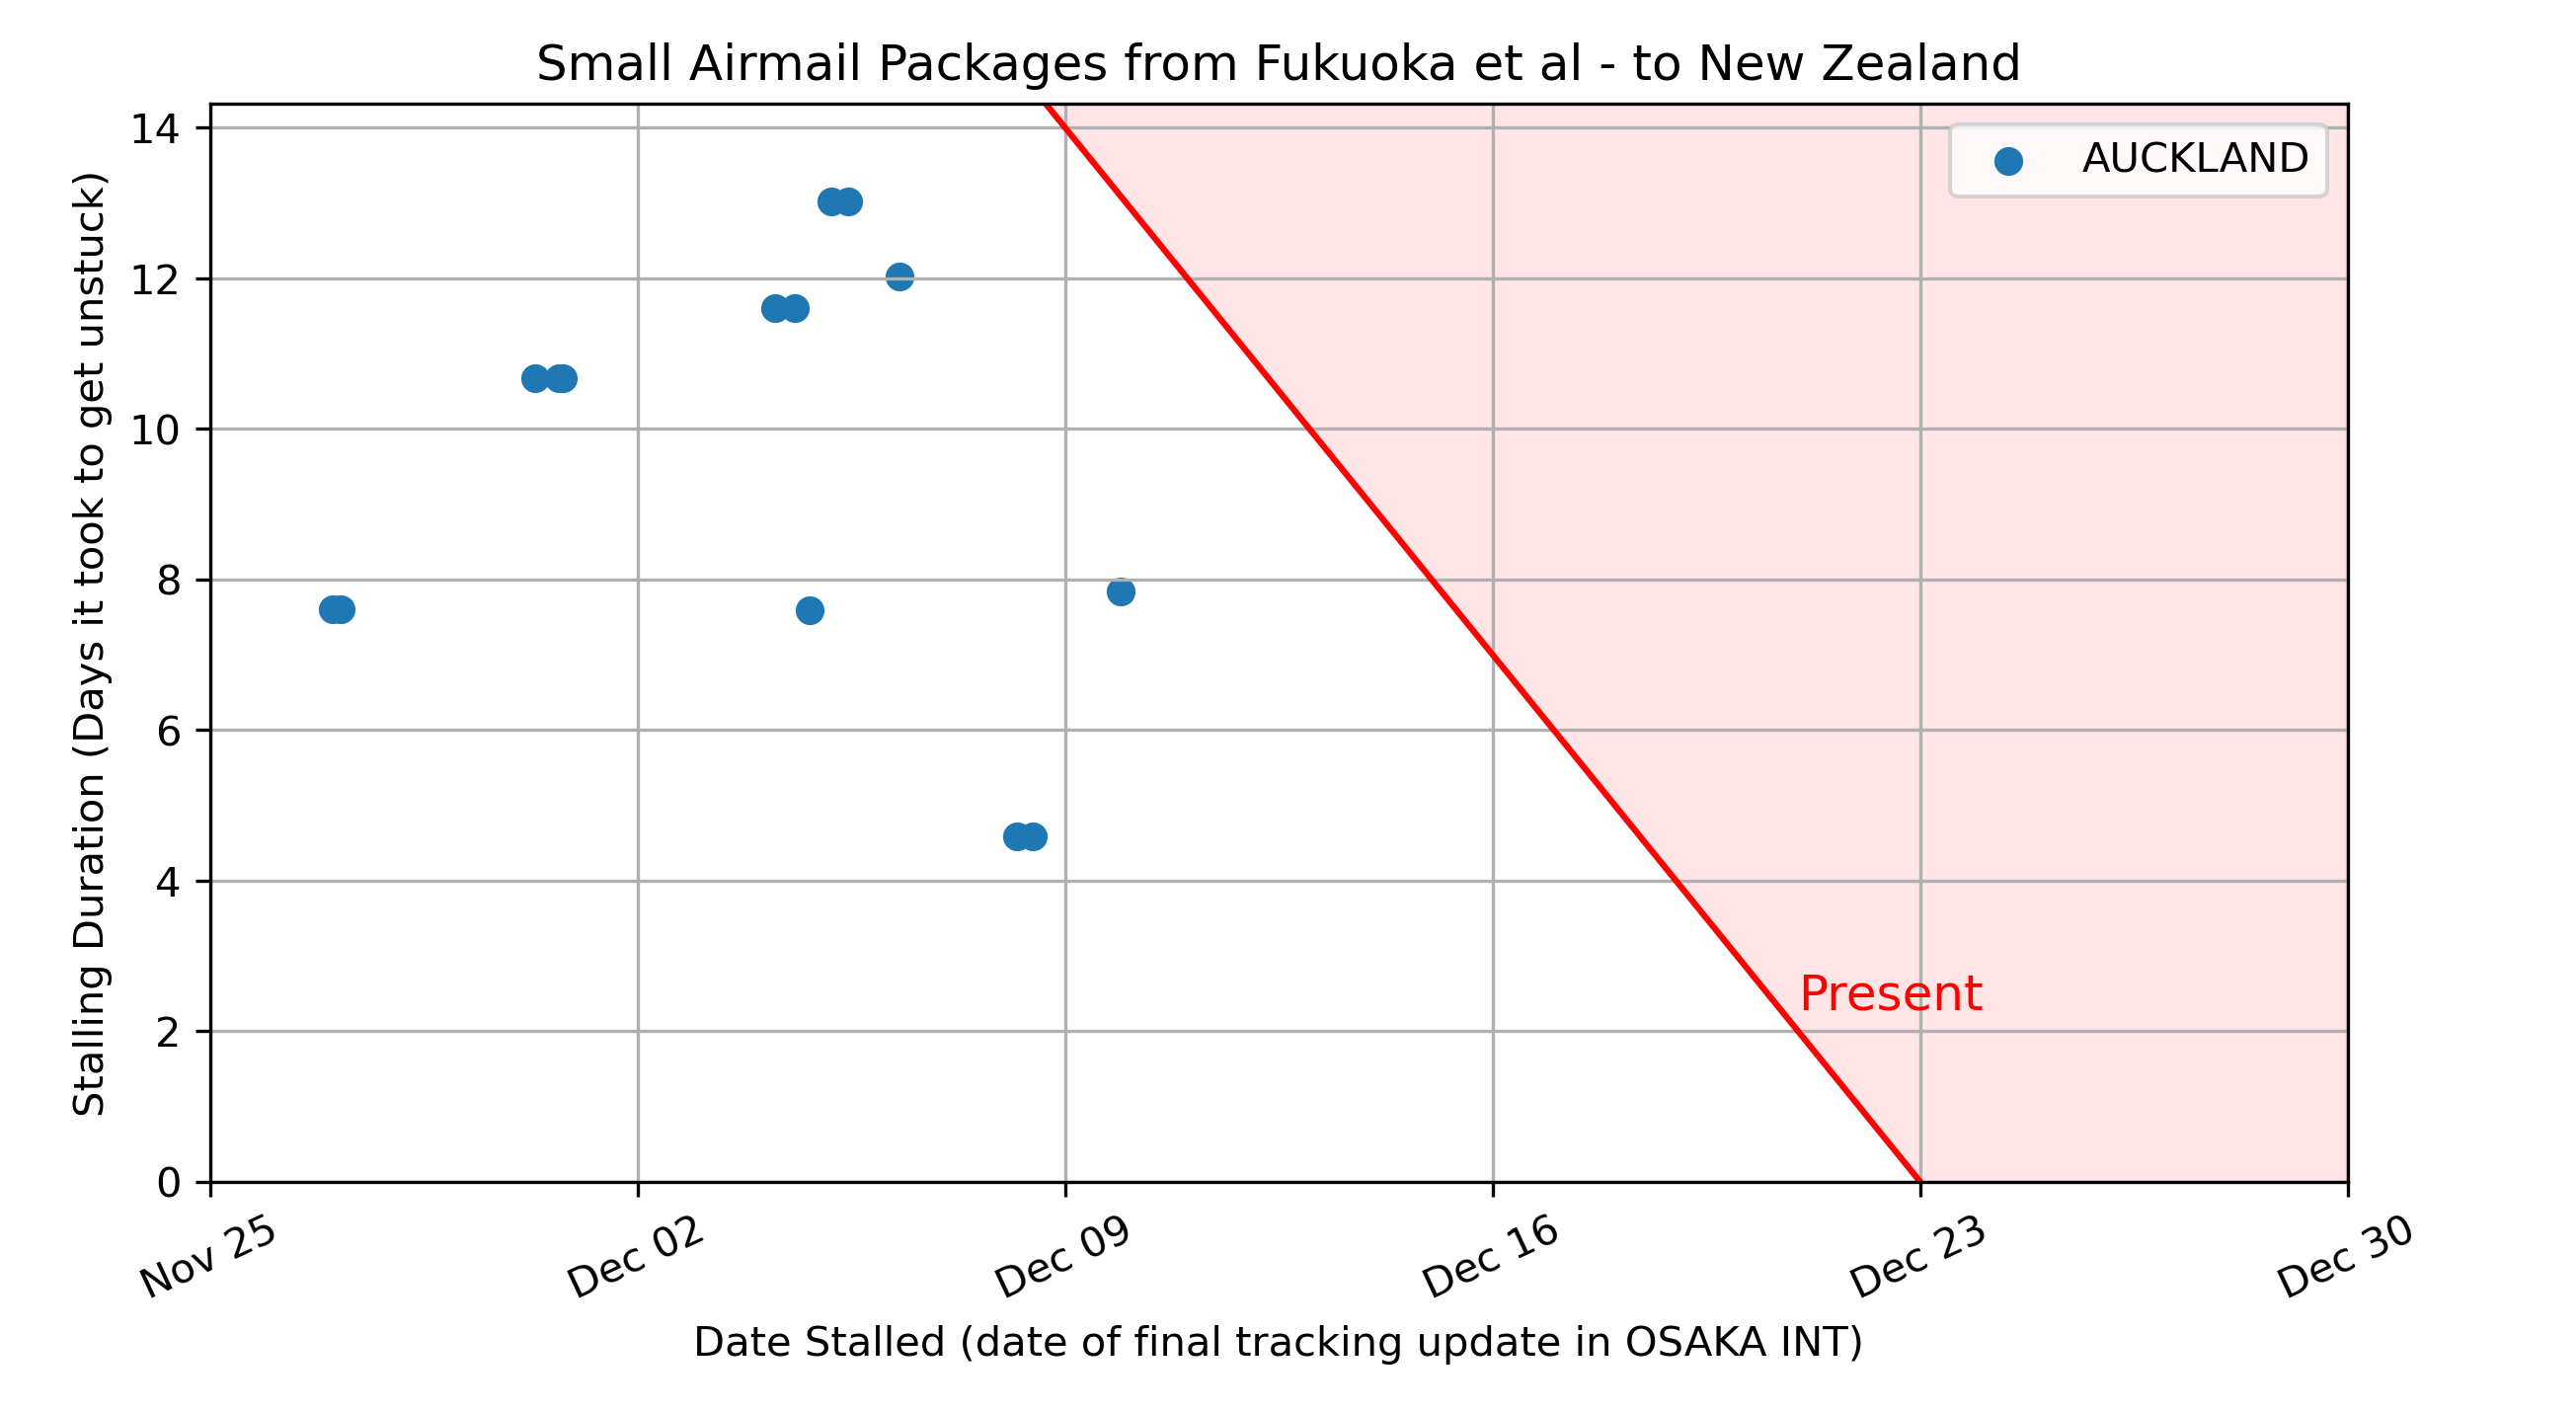 Small Airmail Packages from Fukuoka et al - to New Zealand
AUCKLAND
Stalling Duration (Days it took to get unstuck)
14
12
10
8
6
4
2
0
Present
Nov 25
Dec 02
Dec 09
Dec 16
Dec 23
Dec 30
Date Stalled (date of final tracking update in OSAKA INT)